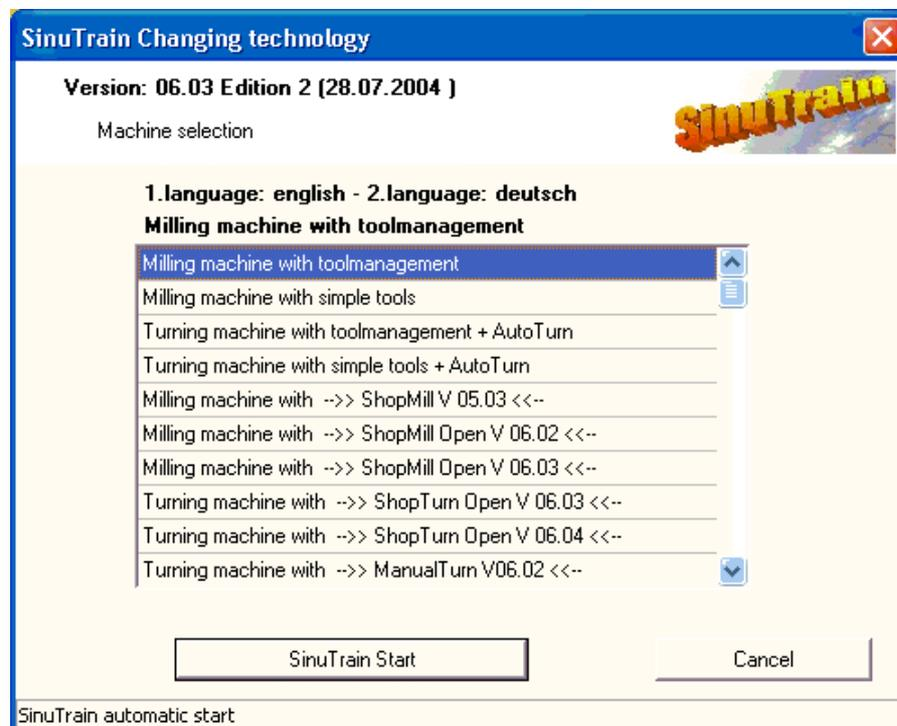 SinuTrain Changing technology
Version: 06.03 Edition 2 (28.07.2004 )
SinuTrain
Machine selection
1.language: english - 2.language: deutsch
Milling machine with toolmanagement
Milling machine with toolmanagement
Milling machine with simple tools
Turning machine with toolmanagement + AutoTurn
Turning machine with simple tools + AutoTurn
Milling machine with -->> ShopMill V 05.03 <<--
Milling machine with -->> ShopMill Open V 06.02 <<--
Milling machine with -->> ShopMill Open V 06.03 <<--
Turning machine with -->> ShopTurn Open V 06.03 <<--
Turning machine with -->> ShopTurn Open V 06.04 <<--
Turning machine with -->> ManualTurn V06.02 <<--
SinuTrain Start
Cancel
SinuTrain automatic start